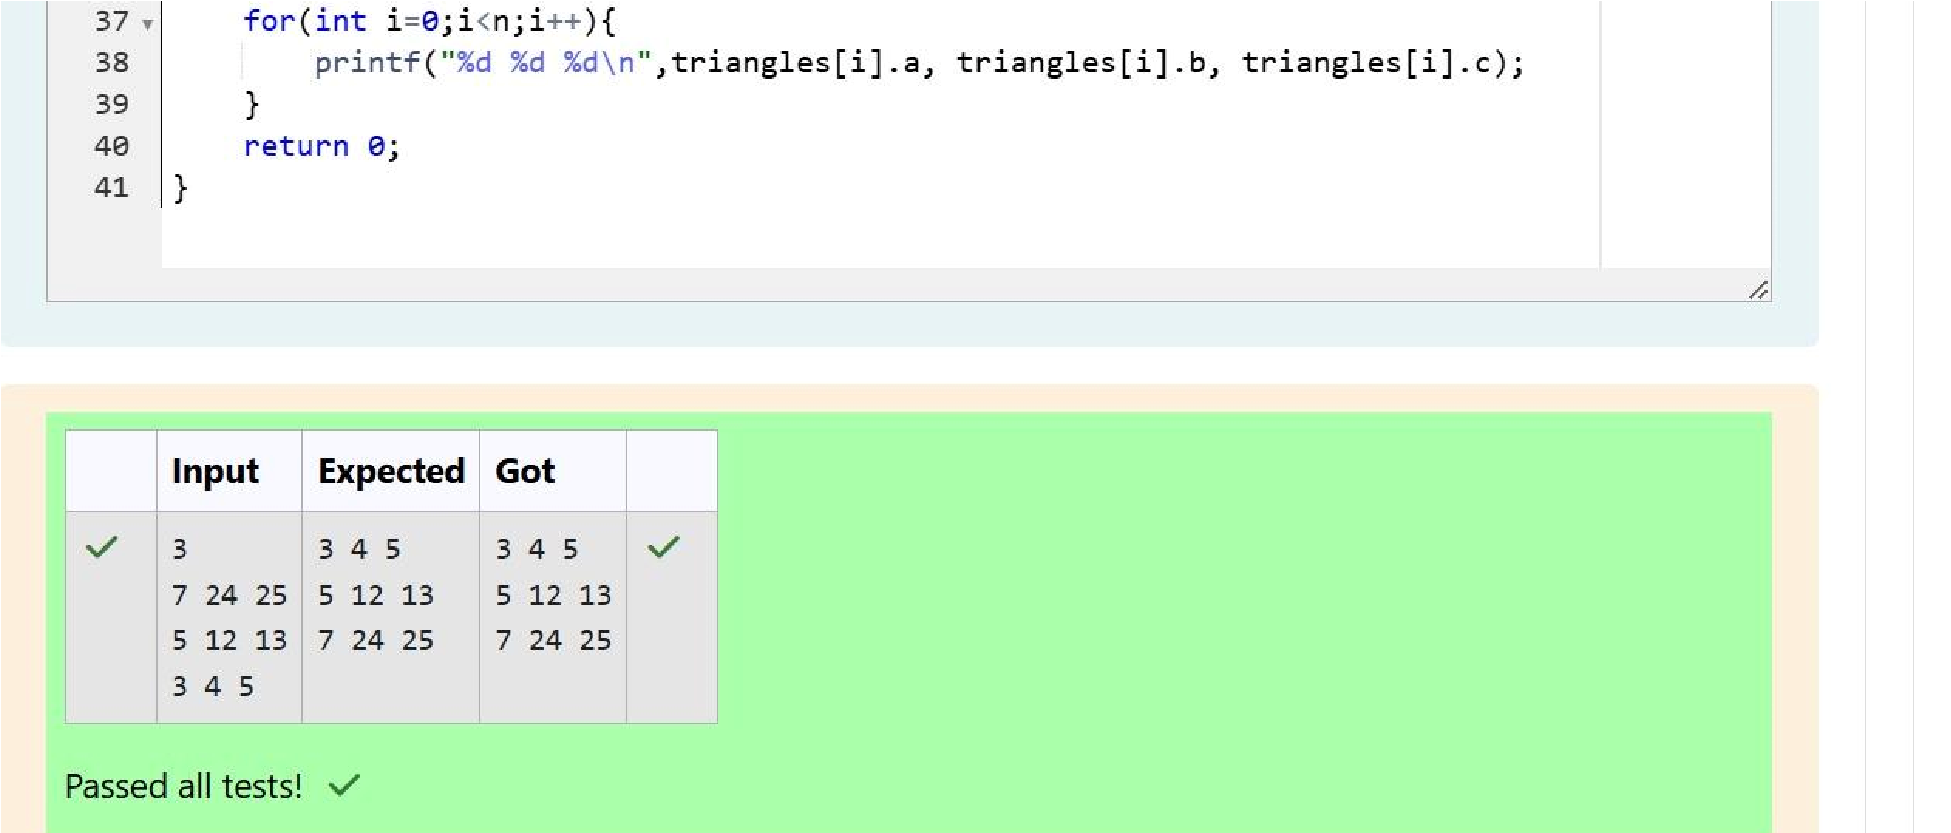 37 for(int i=0;i<n;i++){
38 printf("%d %d %d\n",triangles[i].a, triangles[i].b, triangles[i].c);
39 }
40 return 0;
41 }
Input Expected Got
3 3 4 5 3 4 5
7 24 25 5 12 13 5 12 13
5 12 13 7 24 25 7 24 25
3 4 5
Passed all tests!